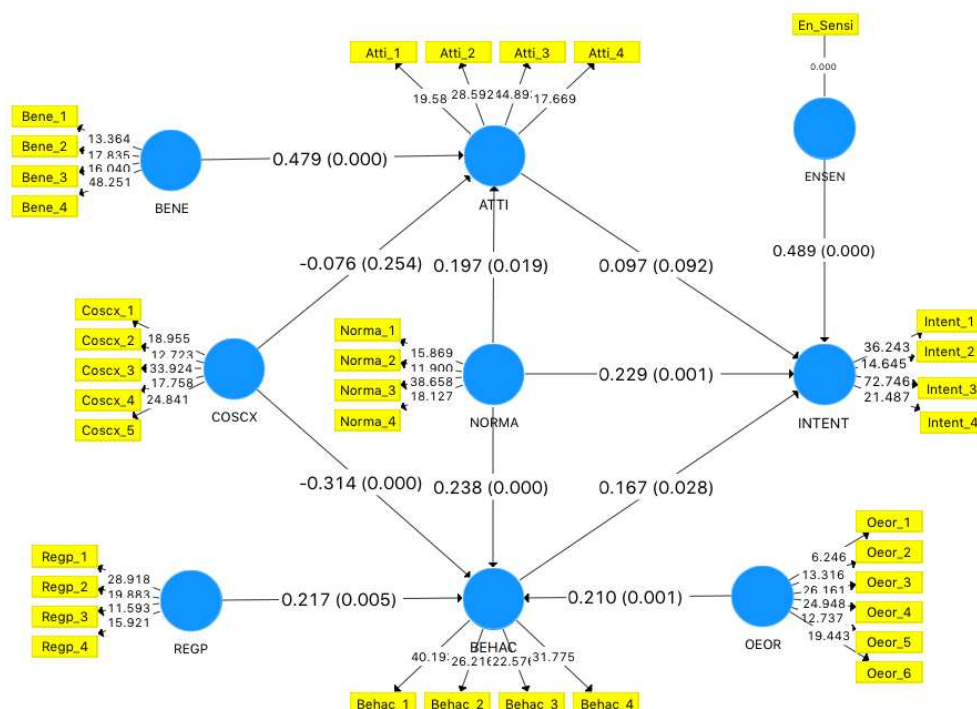 En_Sensi
Atti_1 Atti_2 Atti_3 Atti_4
0.000
19.58 28.592 44.893 17.669
Bene_1
Bene_2
Bene_3
Bene_4
13.364
17.835
16.040
48.251
BENE
0.479 (0.000)
ATTI
ENSEN
-0.076 (0.254)
0.197 (0.019)
0.097 (0.092)
0.489 (0.000)
Coscx_1
Coscx_2
Coscx_3
Coscx_4
Coscx_5
18.955
12.723
33.924
17.758
24.841
COSCX
Norma_1
Norma_2
Norma_3
Norma_4
15.869
11.900
38.658
18.127
NORMA
0.229 (0.001)
INTENT
36.243
14.645
72.746
21.487
Intent_1
Intent_2
Intent_3
Intent_4
-0.314 (0.000)
0.238 (0.000)
0.167 (0.028)
Regp_1
Regp_2
Regp_3
Regp_4
28.918
19.883
11.593
15.921
REGP
0.217 (0.005)
BEHAC
0.210 (0.001)
OEOR
6.246
13.316
26.161
24.948
12.737
19.443
Oeor_1
Oeor_2
Oeor_3
Oeor_4
Oeor_5
Oeor_6
26.216 22.576 31.775
Behac_1 Behac_2 Behac_3 Behac_4